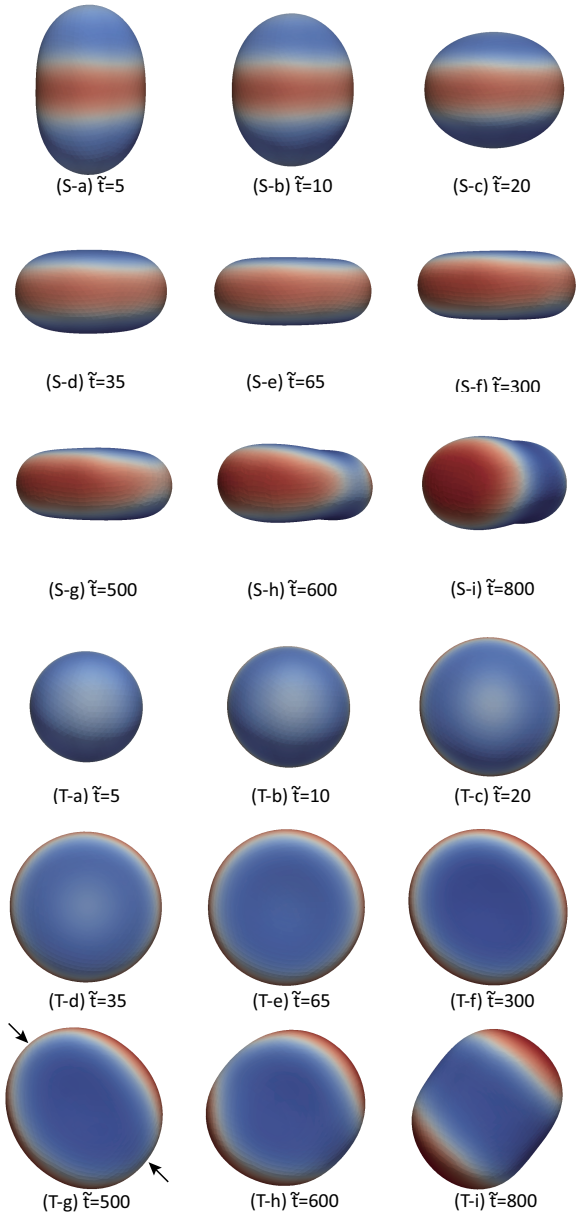 (S-a) t̃=5 (S-b) t̃=10 (S-c) t̃=20
(S-d) t̃=35 (S-e) t̃=65 (S-f) t̃=300
(S-g) t̃=500 (S-h) t̃=600 (S-i) t̃=800
(T-a) t̃=5 (T-b) t̃=10 (T-c) t̃=20
(T-d) t̃=35 (T-e) t̃=65 (T-f) t̃=300
(T-g) t̃=500 (T-h) t̃=600 (T-i) t̃=800